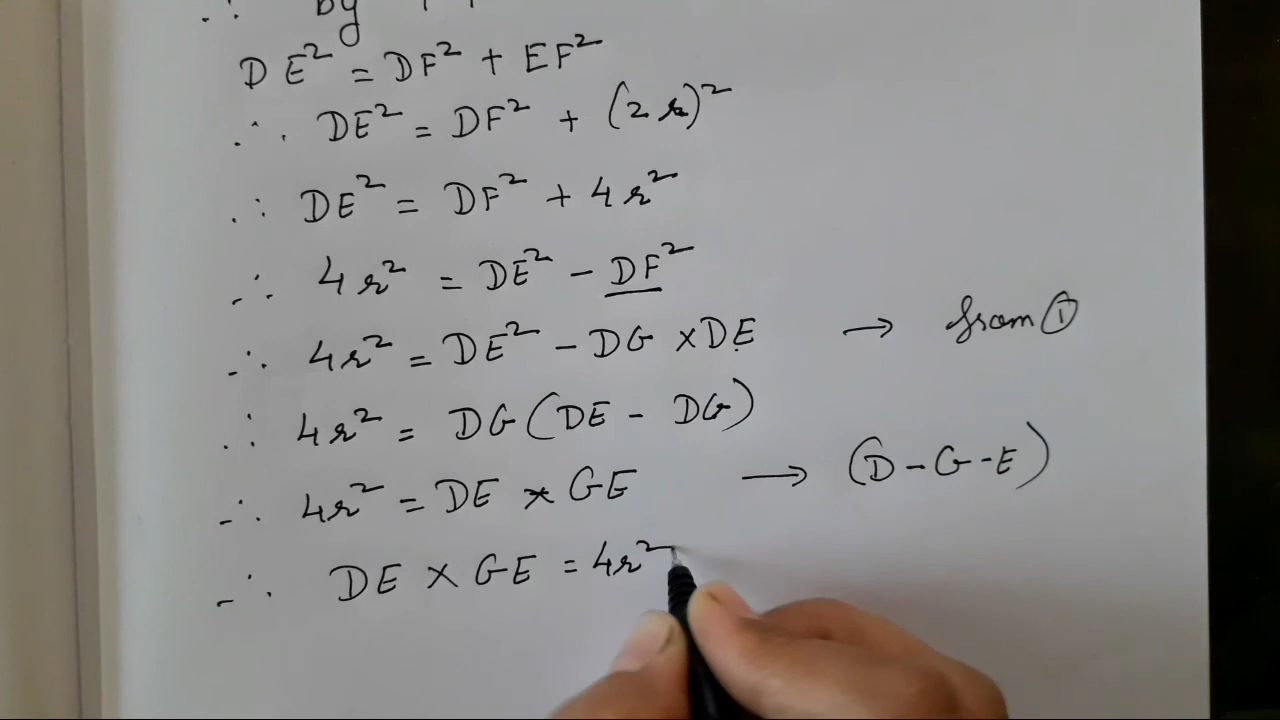 ∴ by
DE² = DF² + EF²
∴ DE² = DF² + (2r)²
∴ DE² = DF² + 4r²
∴ 4r² = DE² - DF²
∴ 4r² = DE² - DG × DE → from ①
∴ 4r² = DG(DE - DG)
∴ 4r² = DE × GE → (D-G-E)
∴ DE × GE = 4r²